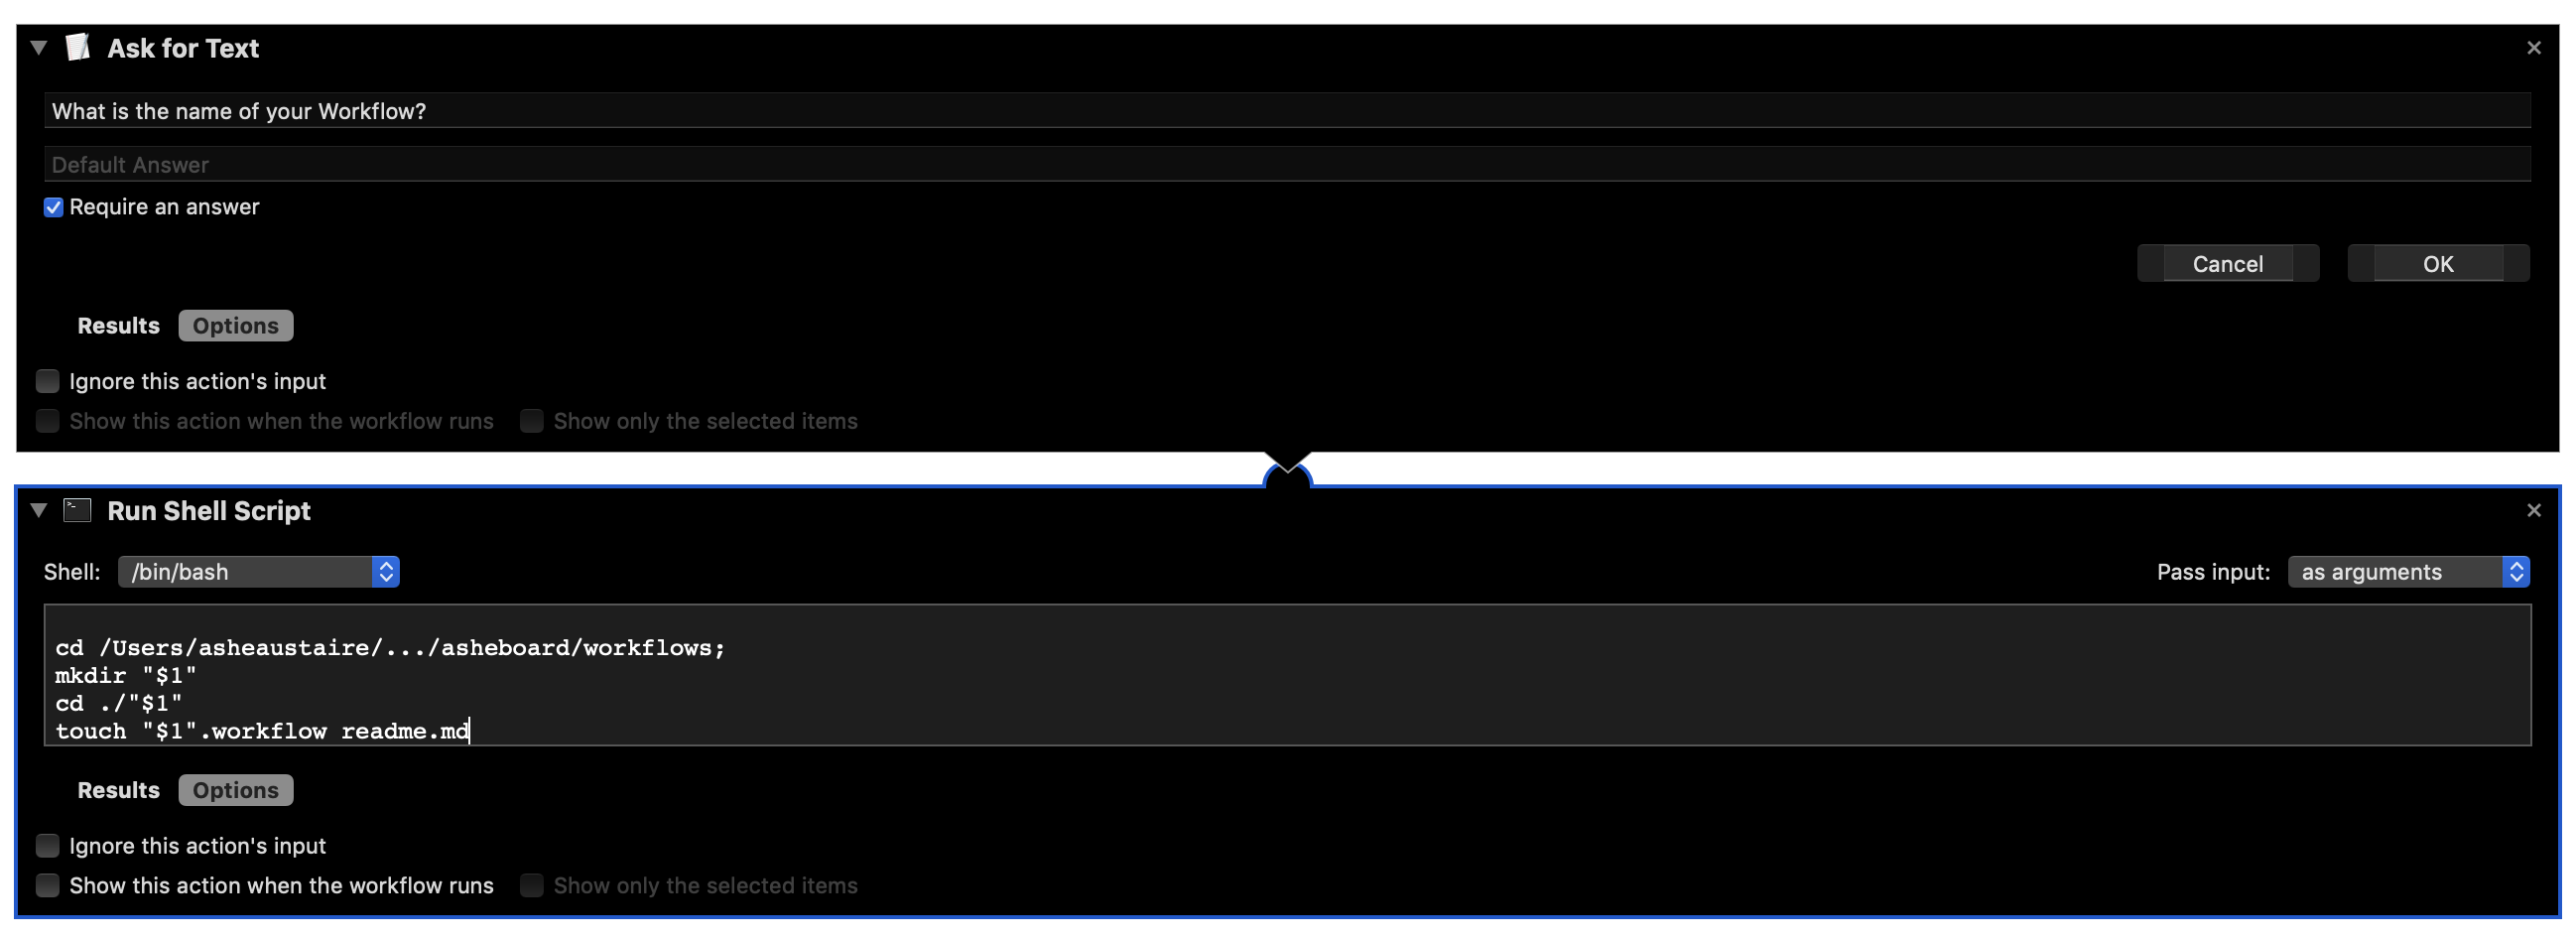 Ask for Text
What is the name of your Workflow?
Default Answer
Require an answer
Cancel OK
Results Options
Ignore this action's input
Show this action when the workflow runs Show only the selected items
Run Shell Script
Shell: /bin/bash Pass input: as arguments
cd /Users/asheaustaire/.../asheboard/workflows;
mkdir "$1"
cd ./"$1"
touch "$1".workflow readme.md
Results Options
Ignore this action's input
Show this action when the workflow runs Show only the selected items